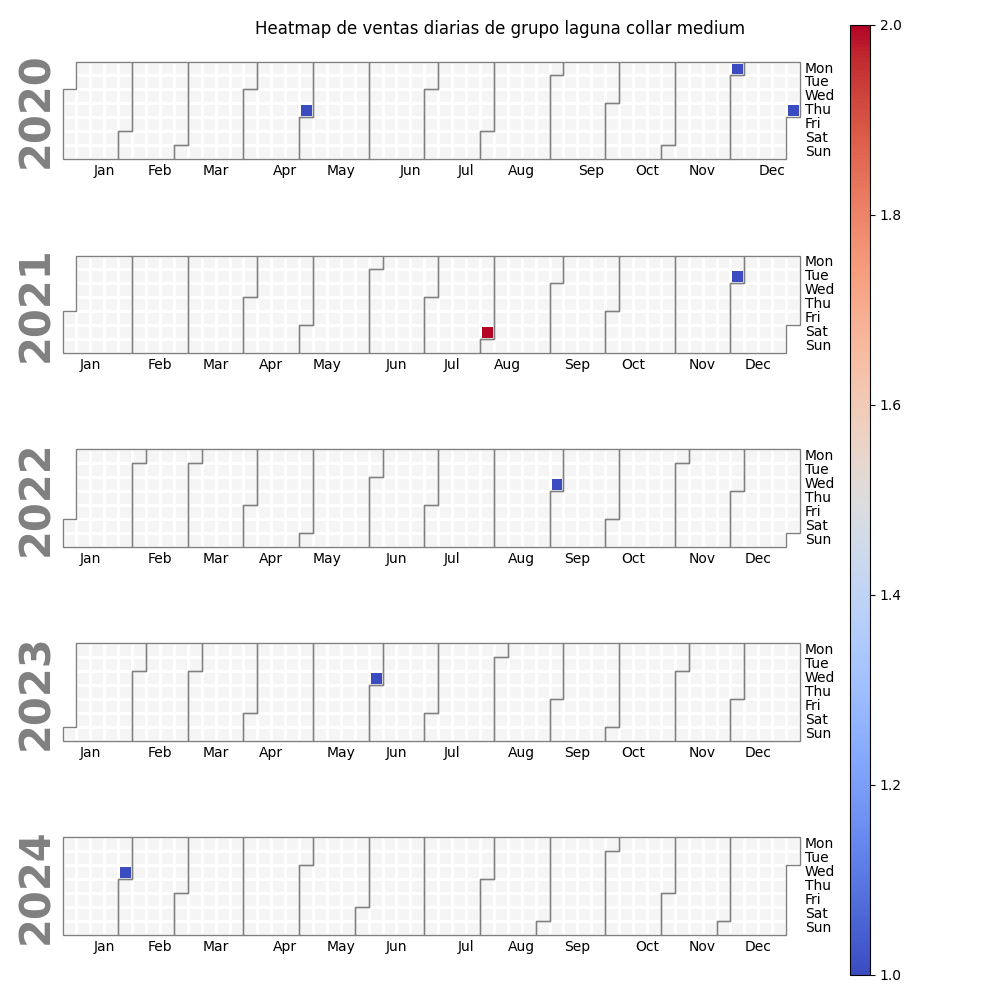 Heatmap de ventas diarias de grupo laguna collar medium
2020
Mon
Tue
Wed
Thu
Fri
Sat
Sun
Jan Feb Mar Apr May Jun Jul Aug Sep Oct Nov Dec
2021
Mon
Tue
Wed
Thu
Fri
Sat
Sun
Jan Feb Mar Apr May Jun Jul Aug Sep Oct Nov Dec
2022
Mon
Tue
Wed
Thu
Fri
Sat
Sun
Jan Feb Mar Apr May Jun Jul Aug Sep Oct Nov Dec
2023
Mon
Tue
Wed
Thu
Fri
Sat
Sun
Jan Feb Mar Apr May Jun Jul Aug Sep Oct Nov Dec
2024
Mon
Tue
Wed
Thu
Fri
Sat
Sun
Jan Feb Mar Apr May Jun Jul Aug Sep Oct Nov Dec
2.0
1.8
1.6
1.4
1.2
1.0